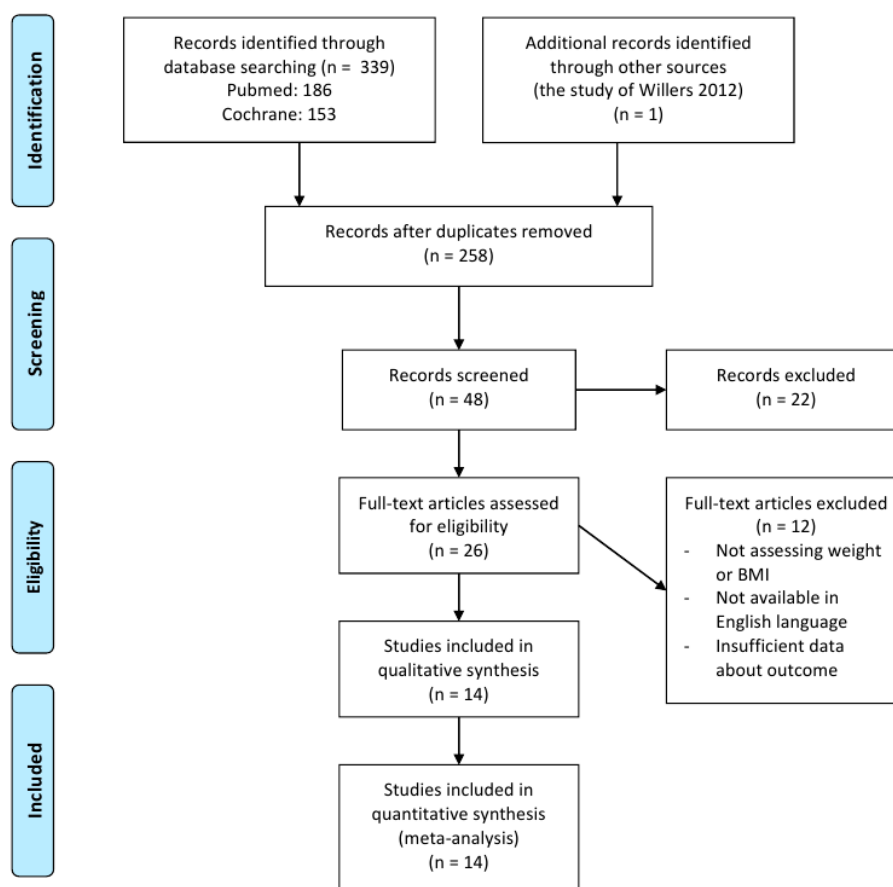 Identification
Records identified through
database searching (n =  339)
Pubmed: 186
Cochrane: 153
Additional records identified
through other sources
(the study of Willers 2012)
(n = 1)
Records after duplicates removed
(n = 258)
Screening
Records screened
(n = 48)
Records excluded
(n = 22)
Eligibility
Full-text articles assessed
for eligibility
(n = 26)
Full-text articles excluded
(n = 12)
- Not assessing weight
or BMI
- Not available in
English language
- Insufficient data
about outcome
Studies included in
qualitative synthesis
(n = 14)
Included
Studies included in
quantitative synthesis
(meta-analysis)
(n = 14)